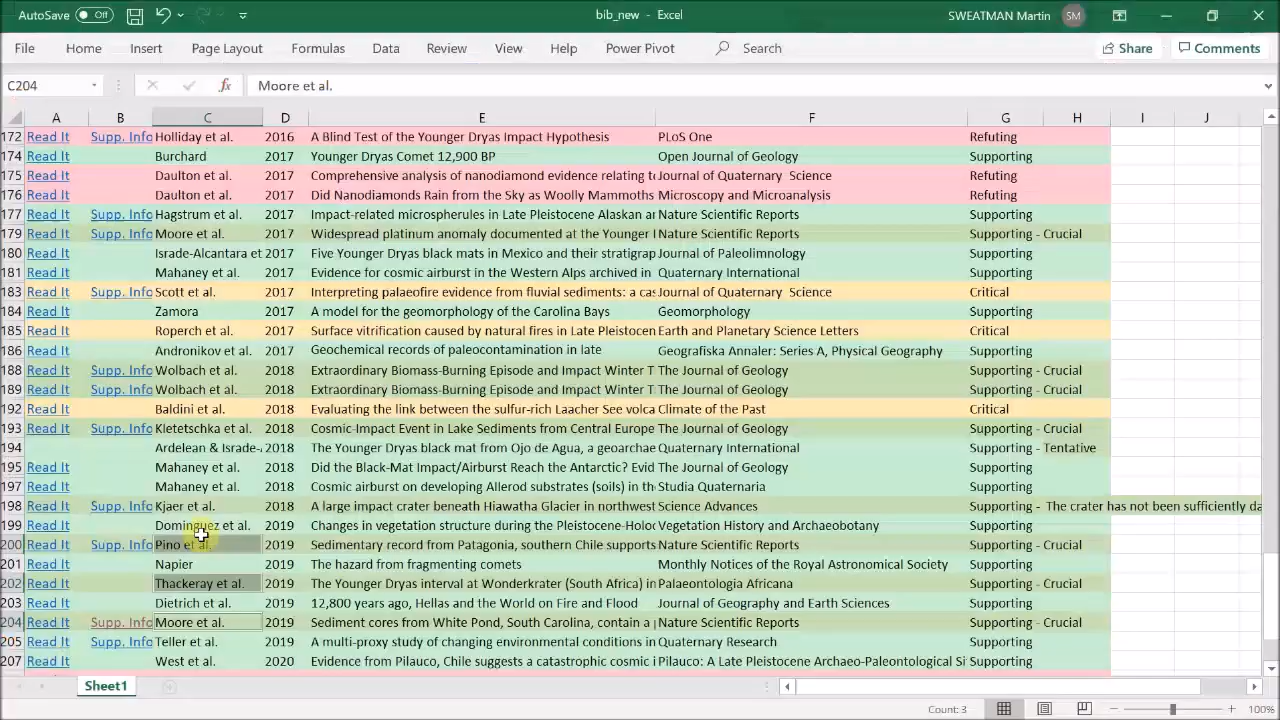 AutoSave Off bib_new - Excel SWEATMAN Martin SM
File Home Insert Page Layout Formulas Data Review View Help Power Pivot Search Share Comments
C204 fx Moore et al.
A B C D E F G H I J
172 Read It Supp. Info Holliday et al. 2016 A Blind Test of the Younger Dryas Impact Hypothesis PLoS One Refuting
174 Read It Burchard 2017 Younger Dryas Comet 12,900 BP Open Journal of Geology Supporting
175 Read It Daulton et al. 2017 Comprehensive analysis of nanodiamond evidence relating to Journal of Quaternary Science Refuting
176 Read It Daulton et al. 2017 Did Nanodiamonds Rain from the Sky as Woolly Mammoths Microscopy and Microanalysis Refuting
177 Read It Supp. Info Hagstrum et al. 2017 Impact-related microspherules in Late Pleistocene Alaskan an Nature Scientific Reports Supporting
179 Read It Supp. Info Moore et al. 2017 Widespread platinum anomaly documented at the Younger Nature Scientific Reports Supporting - Crucial
180 Read It Israde-Alcantara et 2017 Five Younger Dryas black mats in Mexico and their stratigrap Journal of Paleolimnology Supporting
181 Read It Mahaney et al. 2017 Evidence for cosmic airburst in the Western Alps archived in Quaternary International Supporting
183 Read It Supp. Info Scott et al. 2017 Interpreting palaeofire evidence from fluvial sediments: a cas Journal of Quaternary Science Critical
184 Read It Zamora 2017 A model for the geomorphology of the Carolina Bays Geomorphology Supporting
185 Read It Roperch et al. 2017 Surface vitrification caused by natural fires in Late Pleistocen Earth and Planetary Science Letters Critical
186 Read It Andronikov et al. 2017 Geochemical records of paleocontamination in late Geografiska Annaler: Series A, Physical Geography Supporting
188 Read It Supp. Info Wolbach et al. 2018 Extraordinary Biomass-Burning Episode and Impact Winter T The Journal of Geology Supporting - Crucial
189 Read It Supp. Info Wolbach et al. 2018 Extraordinary Biomass-Burning Episode and Impact Winter T The Journal of Geology Supporting - Crucial
192 Read It Baldini et al. 2018 Evaluating the link between the sulfur-rich Laacher See volca Climate of the Past Critical
193 Read It Supp. Info Kletetschka et al. 2018 Cosmic-Impact Event in Lake Sediments from Central Europe The Journal of Geology Supporting - Crucial
194 Ardelean & Israde- 2018 The Younger Dryas black mat from Ojo de Agua, a geoarchae Quaternary International Supporting - Tentative
195 Read It Mahaney et al. 2018 Did the Black-Mat Impact/Airburst Reach the Antarctic? Evid The Journal of Geology Supporting
197 Read It Mahaney et al. 2018 Cosmic airburst on developing Allerod substrates (soils) in th Studia Quaternaria Supporting
198 Read It Supp. Info Kjaer et al. 2018 A large impact crater beneath Hiawatha Glacier in northwest Science Advances Supporting - The crater has not been sufficiently da
199 Read It Dominguez et al. 2019 Changes in vegetation structure during the Pleistocene-Holoc Vegetation History and Archaeobotany Supporting
200 Read It Supp. Info Pino et al. 2019 Sedimentary record from Patagonia, southern Chile supports Nature Scientific Reports Supporting - Crucial
201 Read It Napier 2019 The hazard from fragmenting comets Monthly Notices of the Royal Astronomical Society Supporting
202 Read It Thackeray et al. 2019 The Younger Dryas interval at Wonderkrater (South Africa) in Palaeontologia Africana Supporting - Crucial
203 Read It Dietrich et al. 2019 12,800 years ago, Hellas and the World on Fire and Flood Journal of Geography and Earth Sciences Supporting
204 Read It Supp. Info Moore et al. 2019 Sediment cores from White Pond, South Carolina, contain a Nature Scientific Reports Supporting - Crucial
205 Read It Supp. Info Teller et al. 2019 A multi-proxy study of changing environmental conditions in Quaternary Research Supporting
207 Read It West et al. 2020 Evidence from Pilauco, Chile suggests a catastrophic cosmic i Pilauco: A Late Pleistocene Archaeo-Paleontological Si Supporting
Sheet1
Count: 3 100%